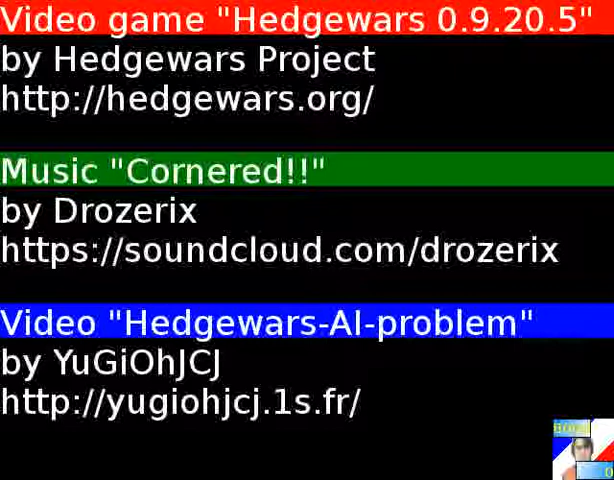 Video game "Hedgewars 0.9.20.5"
by Hedgewars Project
http://hedgewars.org/
Music "Cornered!!"
by Drozerix
https://soundcloud.com/drozerix
Video "Hedgewars-AI-problem"
by YuGiOhJCJ
http://yugiohjcj.1s.fr/